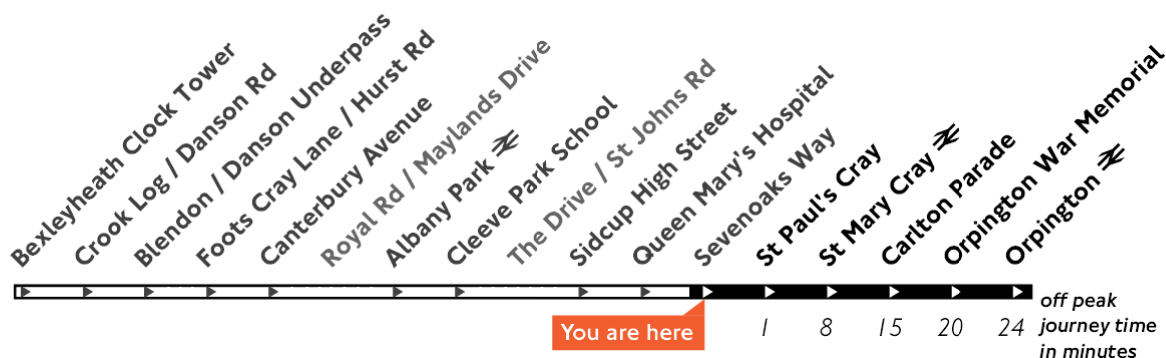 Bexleyheath Clock Tower
Crook Log / Danson Rd
Blendon / Danson Underpass
Foots Cray Lane / Hurst Rd
Canterbury Avenue
Royal Rd / Maylands Drive
Albany Park
Cleeve Park School
The Drive / St Johns Rd
Sidcup High Street
Queen Mary's Hospital
Sevenoaks Way
St Paul's Cray
St Mary Cray
Carlton Parade
Orpington War Memorial
Orpington
You are here
1 8 15 20 24
off peak
journey time
in minutes